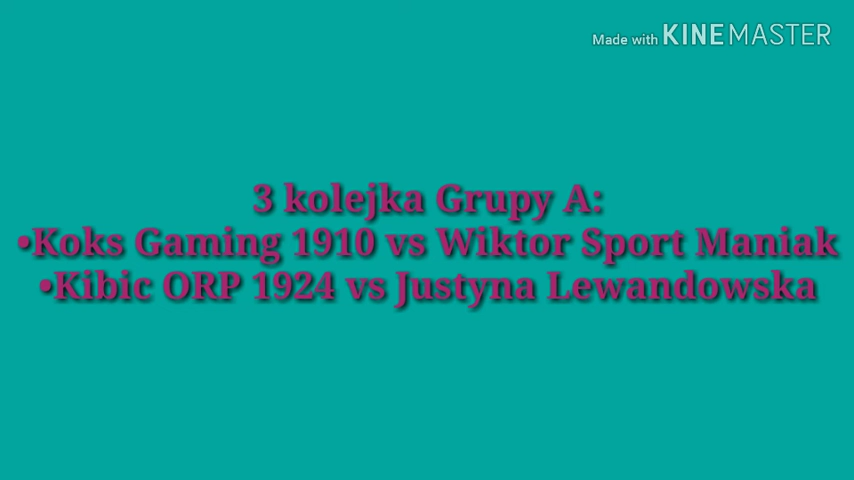 Made with KINEMASTER
3 kolejka Grupy A:
•Koks Gaming 1910 vs Wiktor Sport Maniak
•Kibic ORP 1924 vs Justyna Lewandowska